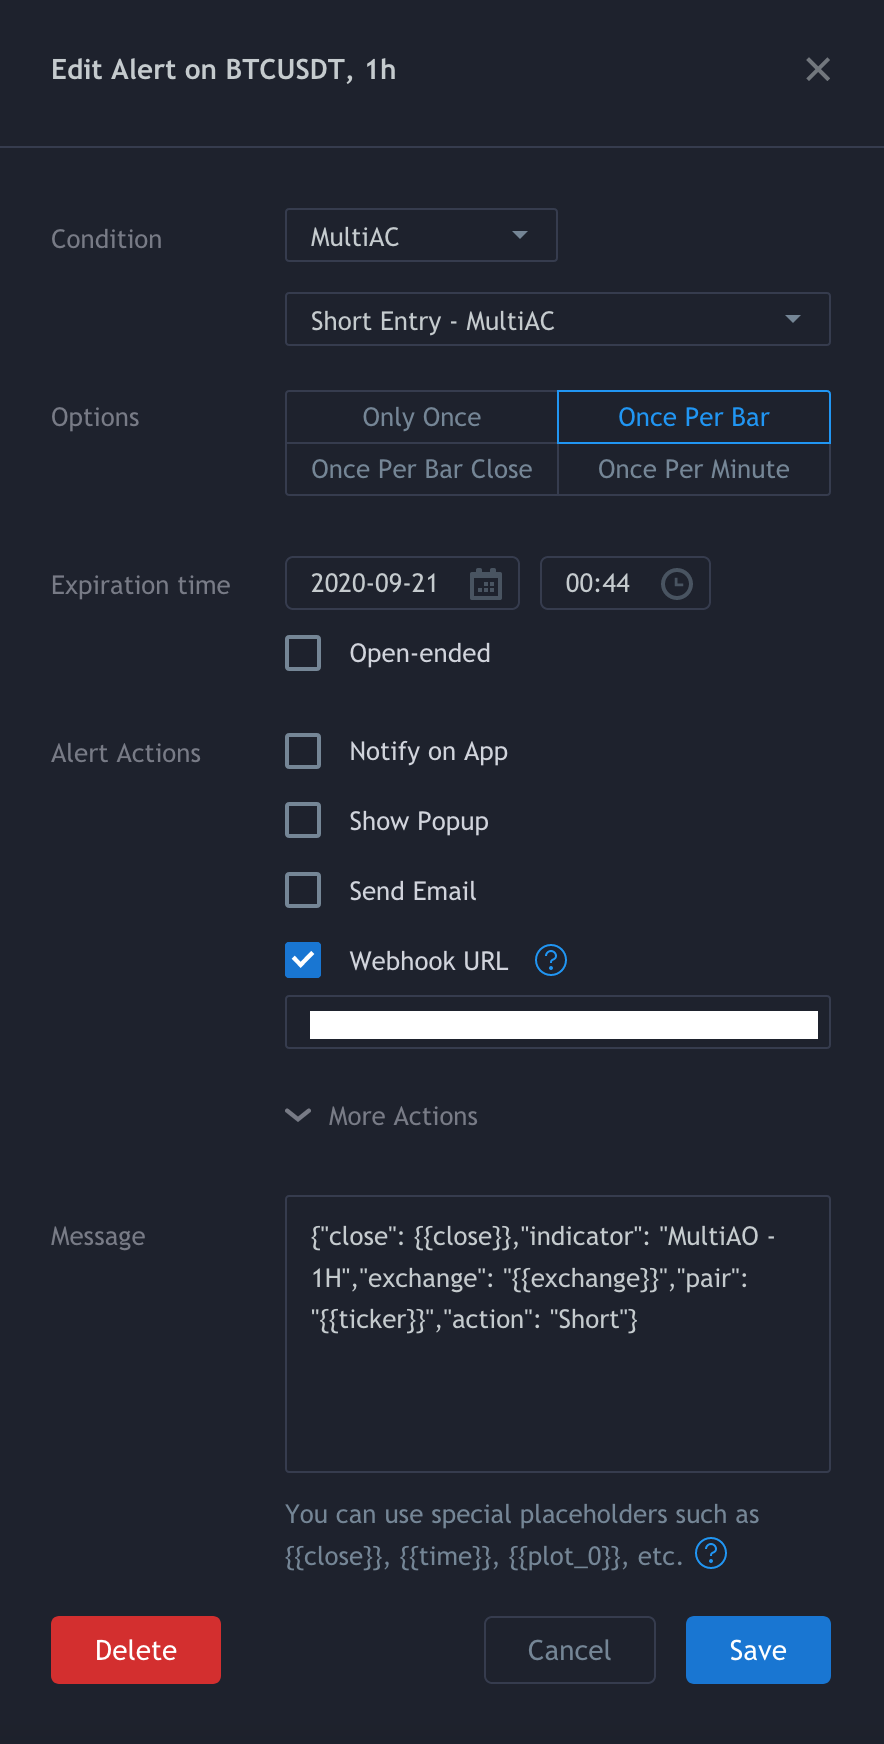 Edit Alert on BTCUSDT, 1h
Condition
MultiAC
Short Entry - MultiAC
Options
Only Once
Once Per Bar
Once Per Bar Close
Once Per Minute
Expiration time
2020-09-21
00:44
Open-ended
Alert Actions
Notify on App
Show Popup
Send Email
Webhook URL
More Actions
Message
{"close": {{close}},"indicator": "MultiAO -
1H","exchange": "{{exchange}}","pair":
"{{ticker}}","action": "Short"}
You can use special placeholders such as
{{close}}, {{time}}, {{plot_0}}, etc.
Delete
Cancel
Save